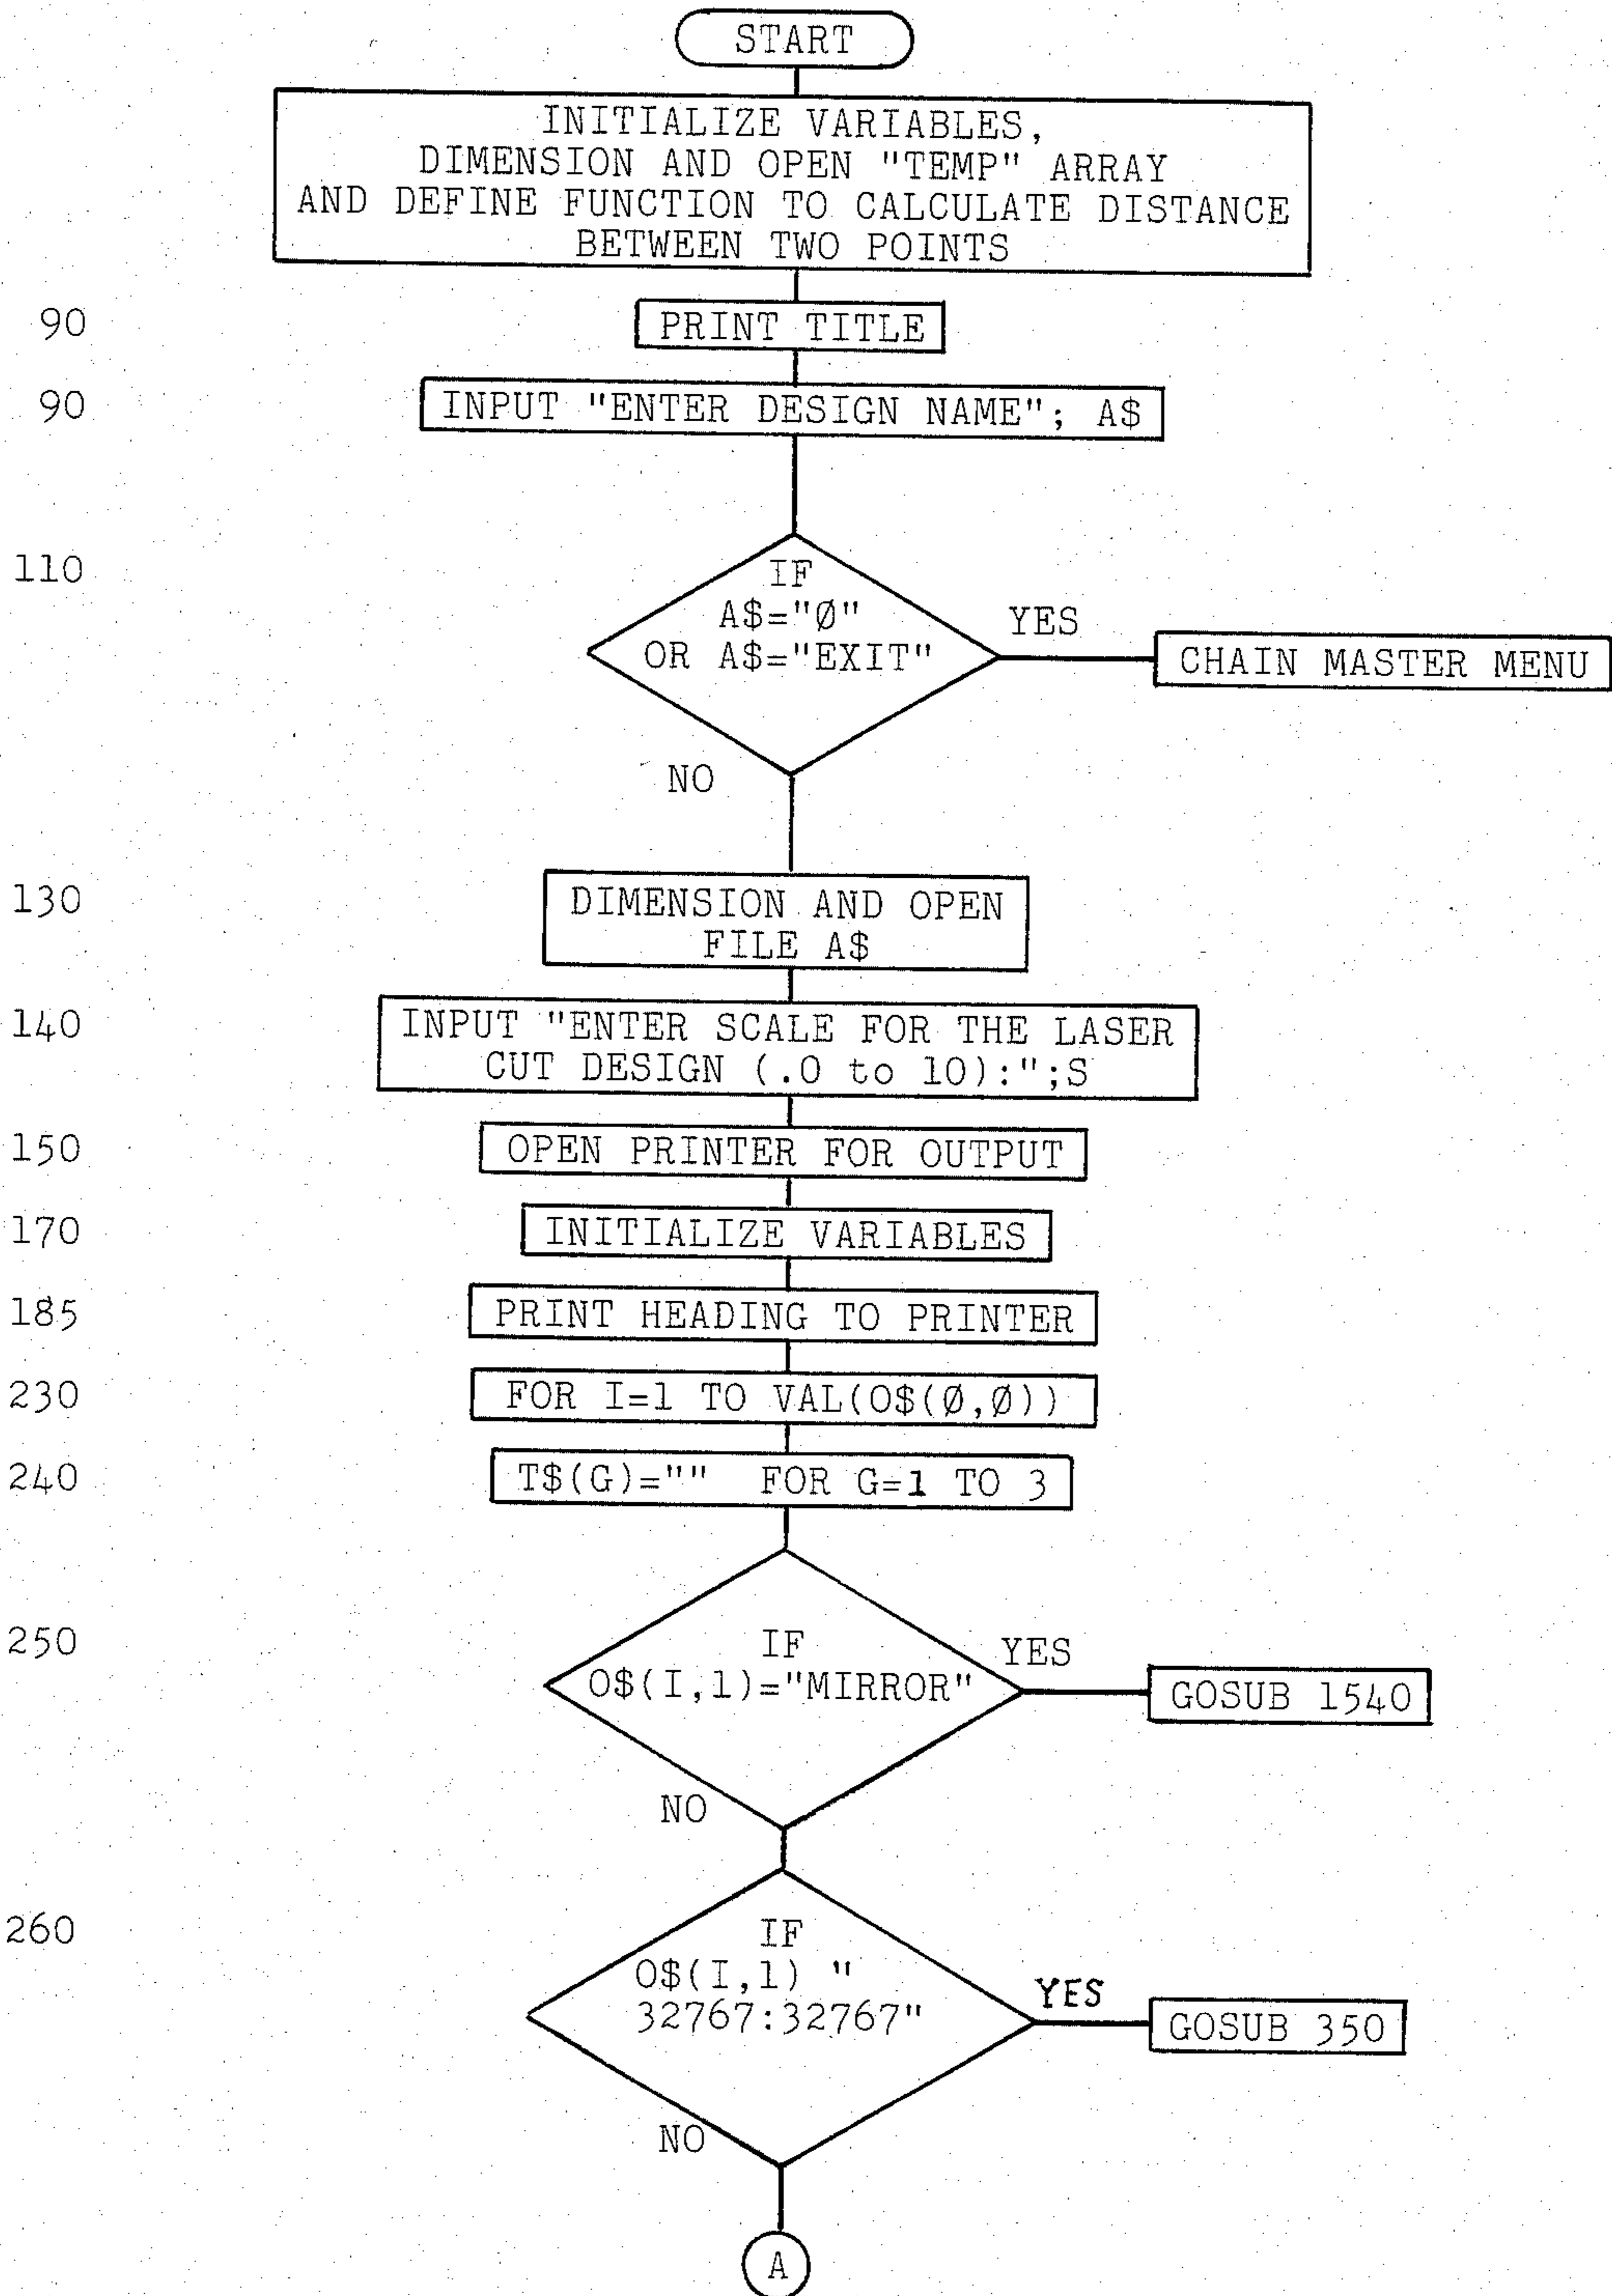 START
INITIALIZE VARIABLES,
DIMENSION AND OPEN "TEMP" ARRAY
AND DEFINE FUNCTION TO CALCULATE DISTANCE
BETWEEN TWO POINTS
90
PRINT TITLE
90
INPUT "ENTER DESIGN NAME"; A$
110
IF
A$="Ø"
OR A$="EXIT"
YES
CHAIN MASTER MENU
NO
130
DIMENSION AND OPEN
FILE A$
140
INPUT "ENTER SCALE FOR THE LASER
CUT DESIGN (.0 to 10):";S
150
OPEN PRINTER FOR OUTPUT
170
INITIALIZE VARIABLES
185
PRINT HEADING TO PRINTER
230
FOR I=1 TO VAL(O$(Ø,Ø))
240
T$(G)="" FOR G=1 TO 3
250
IF
O$(I,1)="MIRROR"
YES
GOSUB 1540
NO
260
IF
O$(I,1) "
32767:32767"
YES
GOSUB 350
NO
A